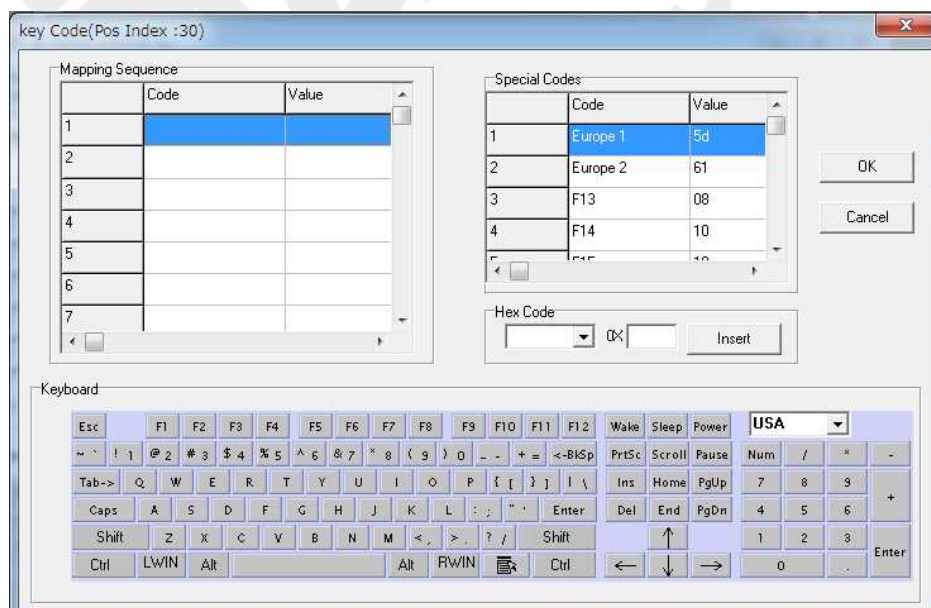 key Code(Pos Index :30)
Mapping Sequence
Code Value
1
2
3
4
5
6
7
Special Codes
Code Value
1 Europe 1 5d
2 Europe 2 61
3 F13 08
4 F14 10
OK
Cancel
Hex Code
0X
Insert
Keyboard
Esc F1 F2 F3 F4 F5 F6 F7 F8 F9 F10 F11 F12 Wake Sleep Power USA
~ ` ! 1 @ 2 # 3 $ 4 % 5 ^ 6 & 7 * 8 ( 9 ) 0 _ - + = <-BkSp PrtSc Scroll Pause Num / * -
Tab-> Q W E R T Y U I O P { [ } ] | \ Ins Home PgUp 7 8 9 +
Caps A S D F G H J K L : ; " ' Enter Del End PgDn 4 5 6
Shift Z X C V B N M < , > . ? / Shift ↑ 1 2 3 Enter
Ctrl LWIN Alt Alt RWIN Ctrl ← ↓ → 0 .